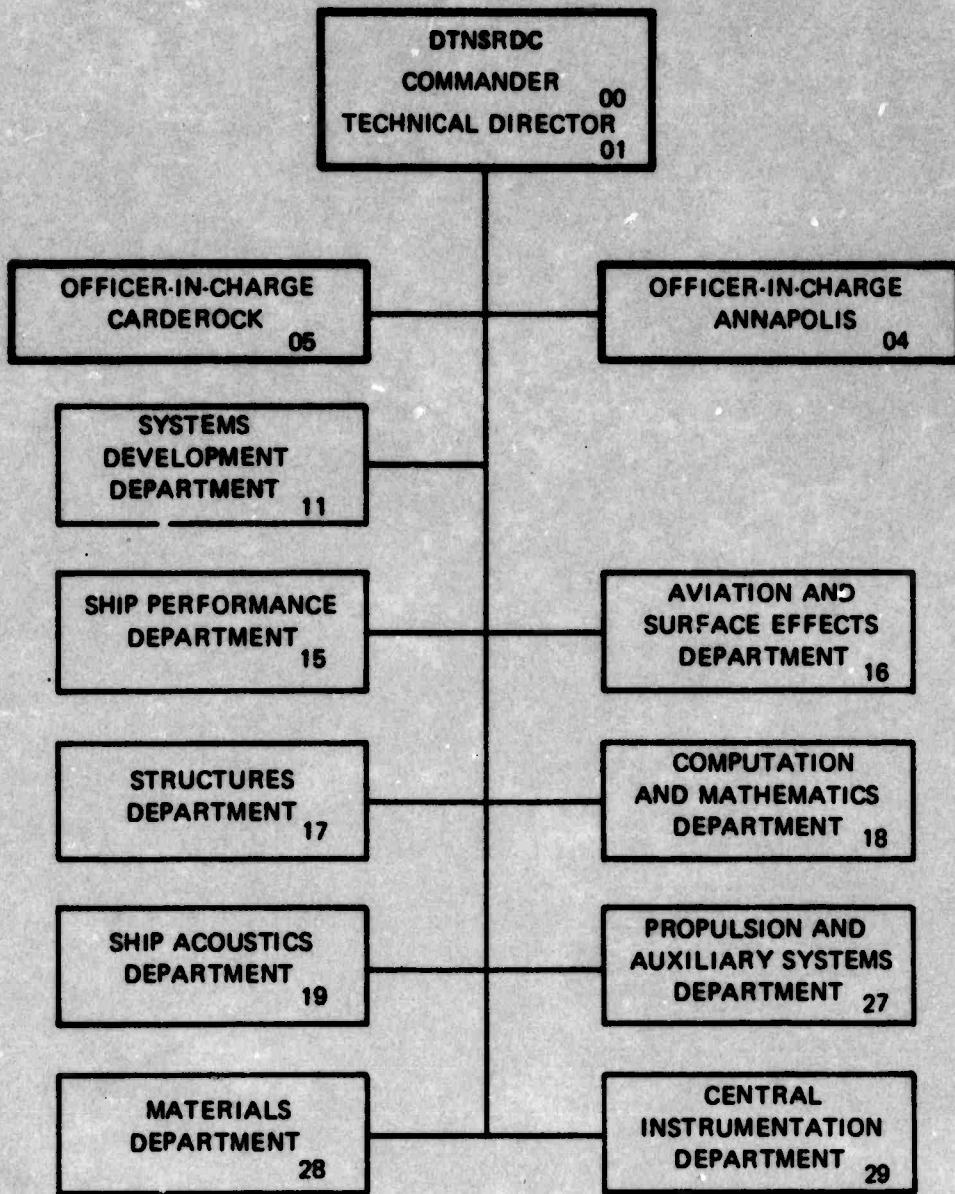 DTNSRDC
COMMANDER
00
TECHNICAL DIRECTOR
01
OFFICER-IN-CHARGE
CARDEROCK
05
OFFICER-IN-CHARGE
ANNAPOLIS
04
SYSTEMS
DEVELOPMENT
DEPARTMENT
11
SHIP PERFORMANCE
DEPARTMENT
15
AVIATION AND
SURFACE EFFECTS
DEPARTMENT
16
STRUCTURES
DEPARTMENT
17
COMPUTATION
AND MATHEMATICS
DEPARTMENT
18
SHIP ACOUSTICS
DEPARTMENT
19
PROPULSION AND
AUXILIARY SYSTEMS
DEPARTMENT
27
MATERIALS
DEPARTMENT
28
CENTRAL
INSTRUMENTATION
DEPARTMENT
29